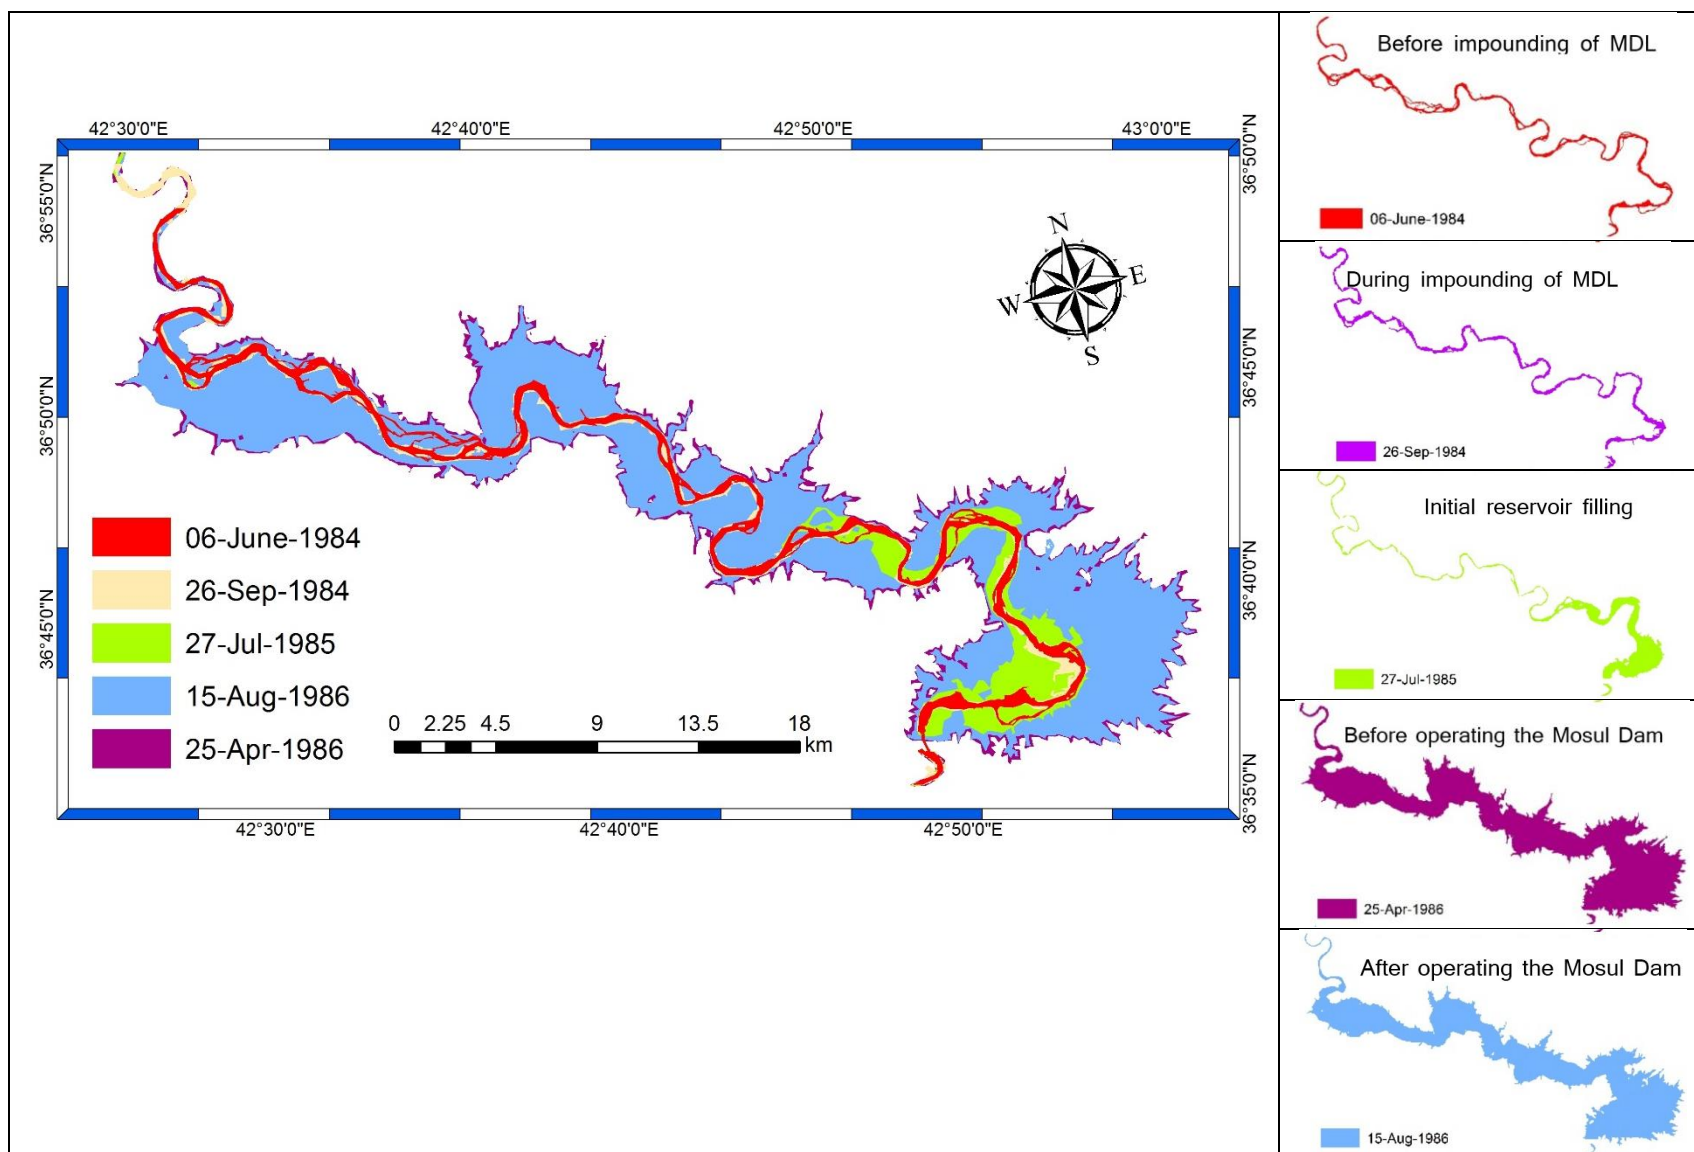 42°30'0"E
42°40'0"E
42°50'0"E
43°0'0"E
36°55'0"N
36°50'0"N
36°45'0"N
36°50'0"N
36°45'0"N
36°40'0"N
36°35'0"N
N
E
W
S
06-June-1984
26-Sep-1984
27-Jul-1985
15-Aug-1986
25-Apr-1986
0 2.25 4.5 9 13.5 18
km
42°30'0"E
42°40'0"E
42°50'0"E
Before impounding of MDL
06-June-1984
During impounding of MDL
26-Sep-1984
Initial reservoir filling
27-Jul-1985
Before operating the Mosul Dam
25-Apr-1986
After operating the Mosul Dam
15-Aug-1986